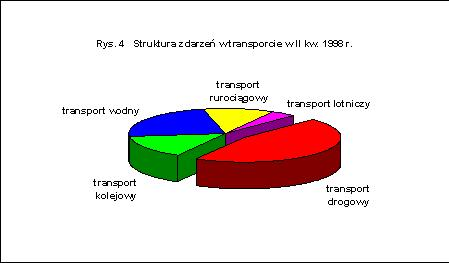 Rys. 4 Struktura zdarzeń w transporcie w II kw. 1998 r.
transport
rurociągowy
transport lotniczy
transport wodny
transport
kolejowy
transport
drogowy